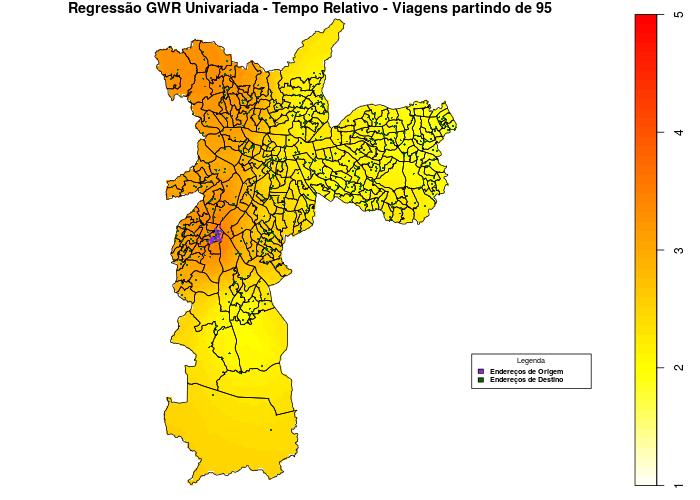 Regressão GWR Univariada - Tempo Relativo - Viagens partindo de 95
5
4
3
2
1
Legenda
Endereços de Origem
Endereços de Destino